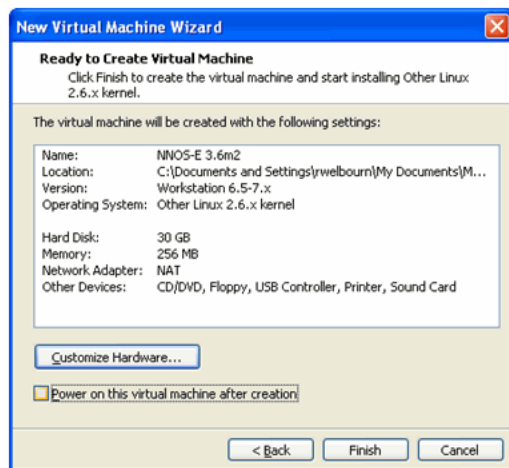 New Virtual Machine Wizard
Ready to Create Virtual Machine
Click Finish to create the virtual machine and start installing Other Linux
2.6.x kernel.
The virtual machine will be created with the following settings:
Name: NNOS-E 3.6m2
Location: C:\Documents and Settings\rwelbourn\My Documents\M...
Version: Workstation 6.5-7.x
Operating System: Other Linux 2.6.x kernel
Hard Disk: 30 GB
Memory: 256 MB
Network Adapter: NAT
Other Devices: CD/DVD, Floppy, USB Controller, Printer, Sound Card
Customize Hardware...
Power on this virtual machine after creation
< Back Finish Cancel